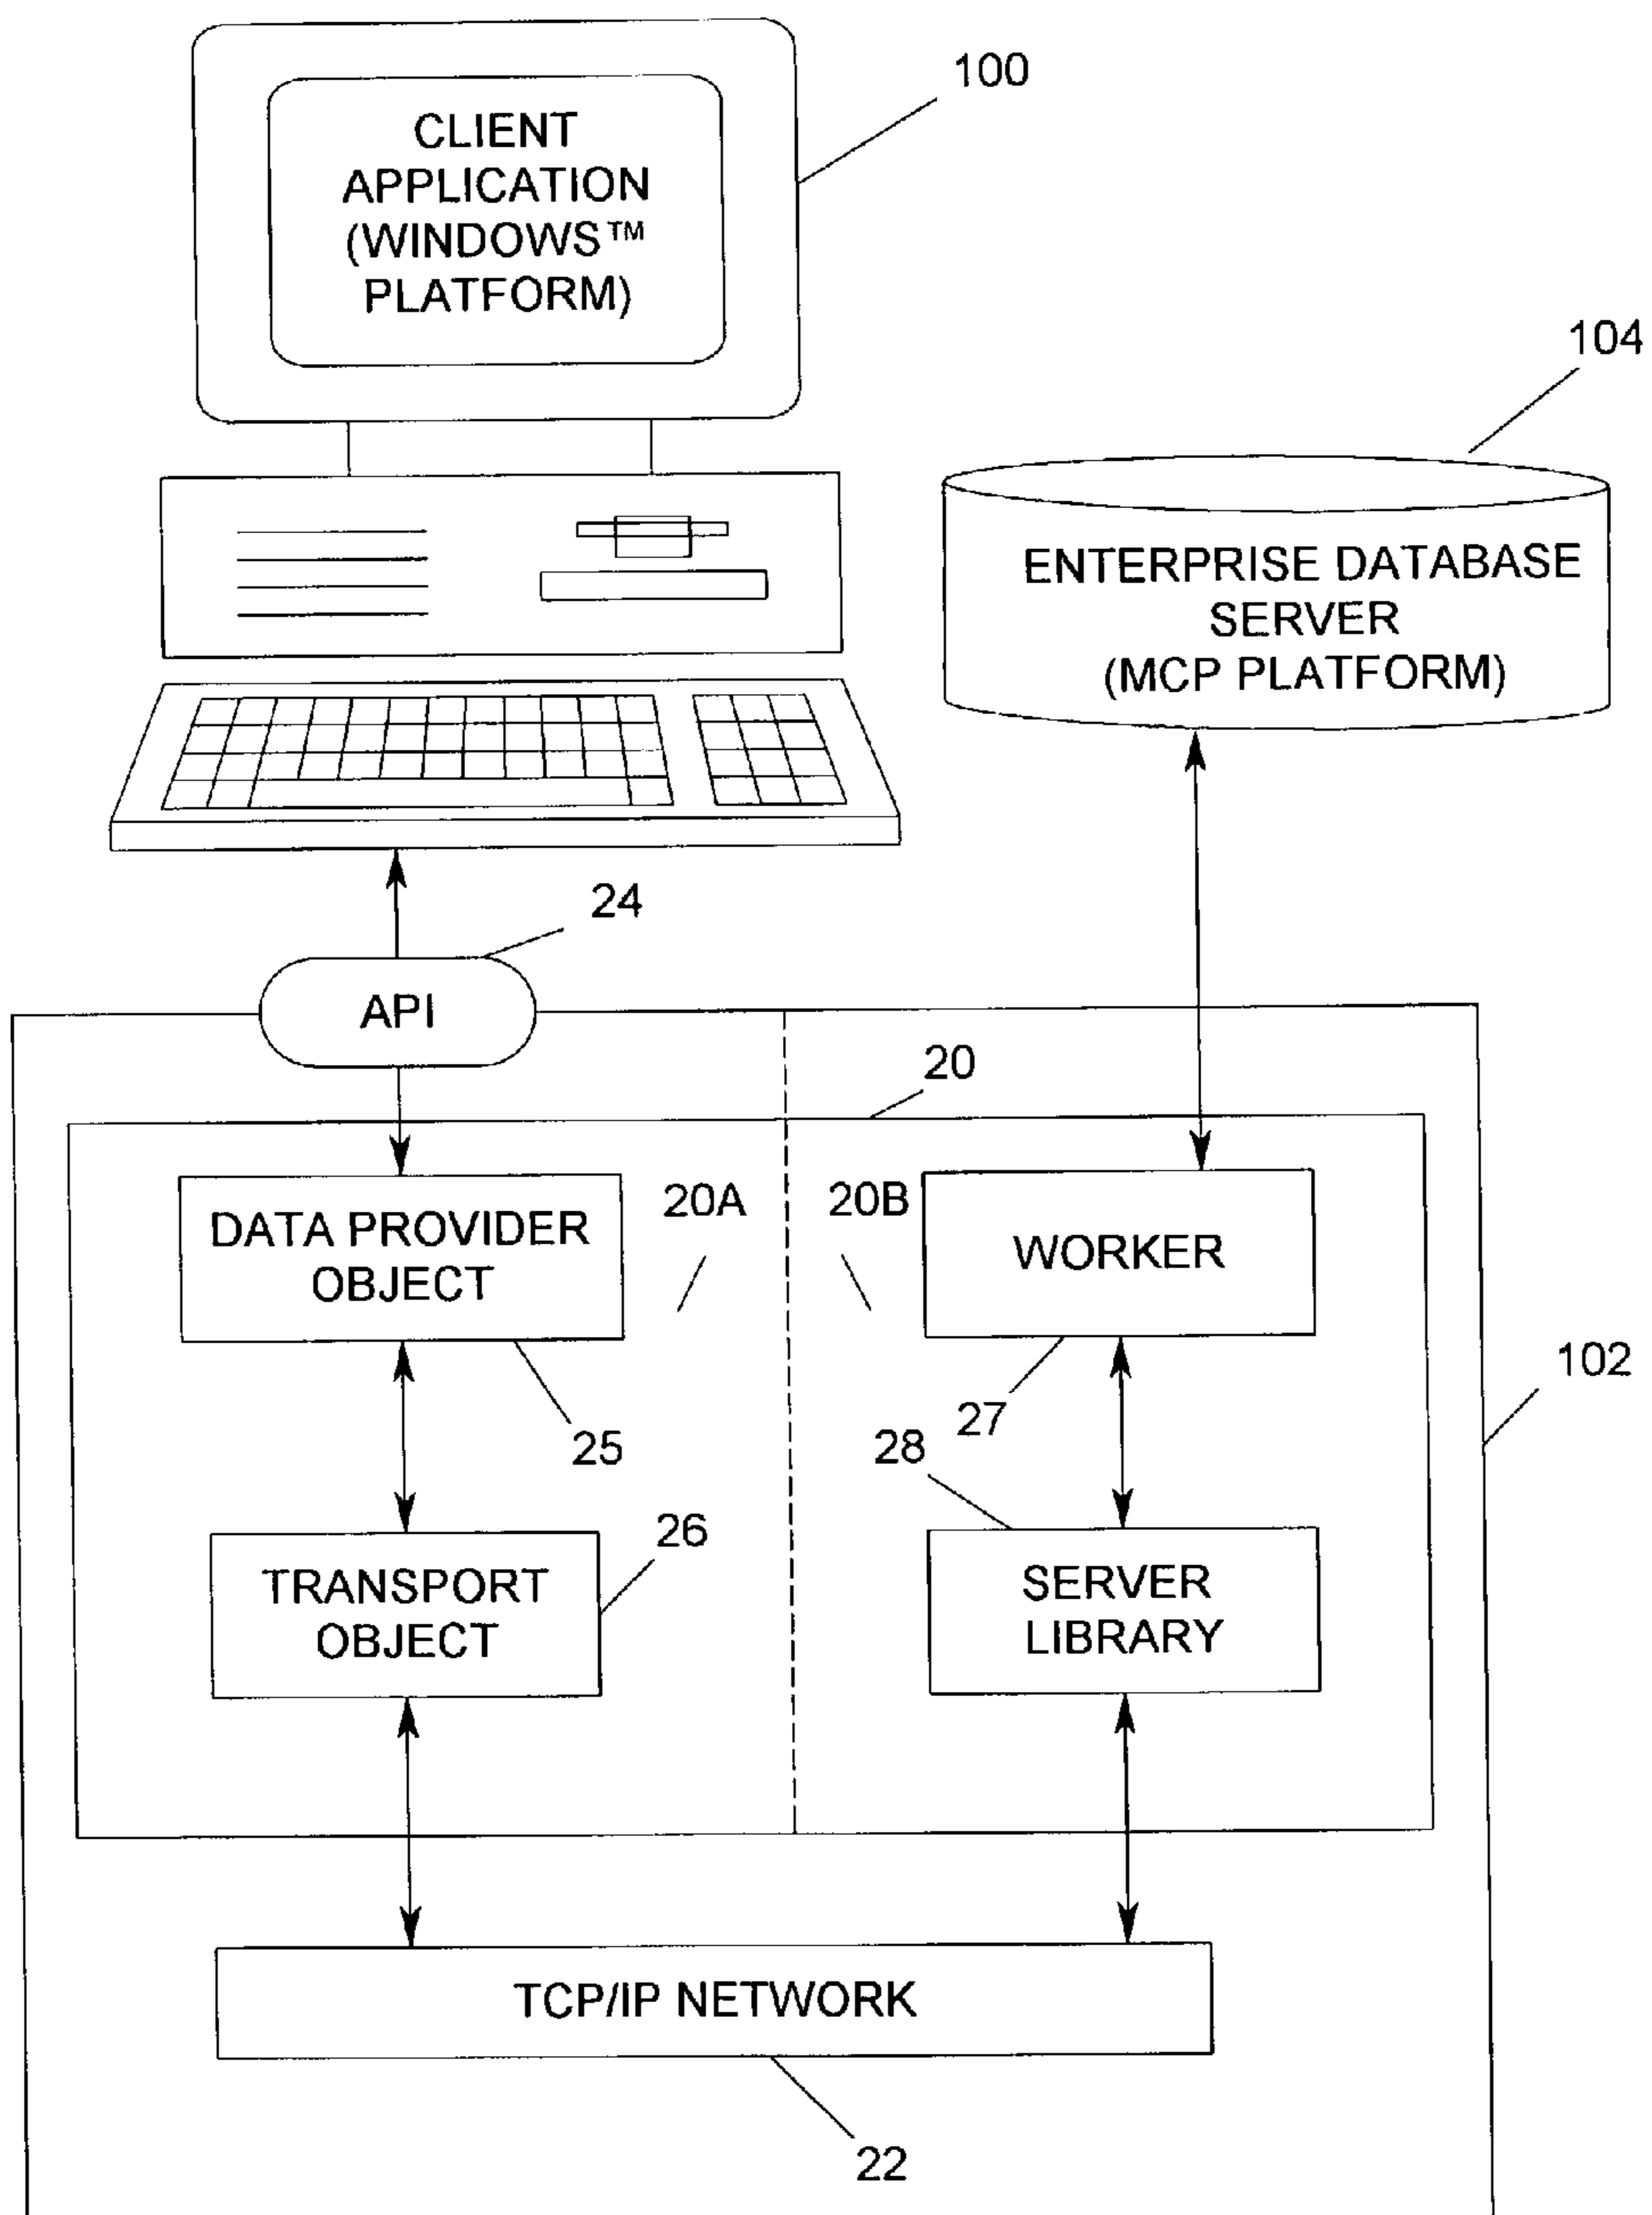 CLIENT
APPLICATION
(WINDOWS™
PLATFORM)
100
104
ENTERPRISE DATABASE
SERVER
(MCP PLATFORM)
24
API
20
DATA PROVIDER
OBJECT
20A
20B
WORKER
102
25
27
28
26
TRANSPORT
OBJECT
SERVER
LIBRARY
TCP/IP NETWORK
22